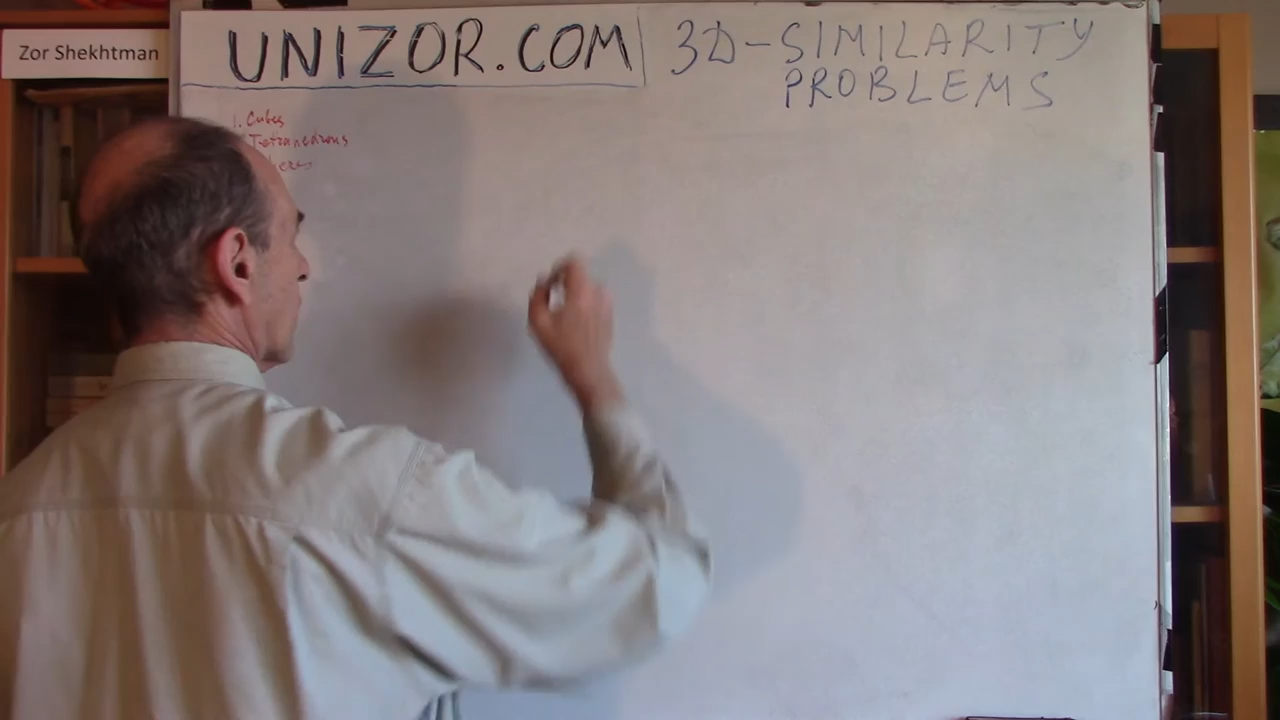 Zor Shekhtman
UNIZOR.COM
3D-SIMILARITY
PROBLEMS
1. Cubes
Tetrahedrons